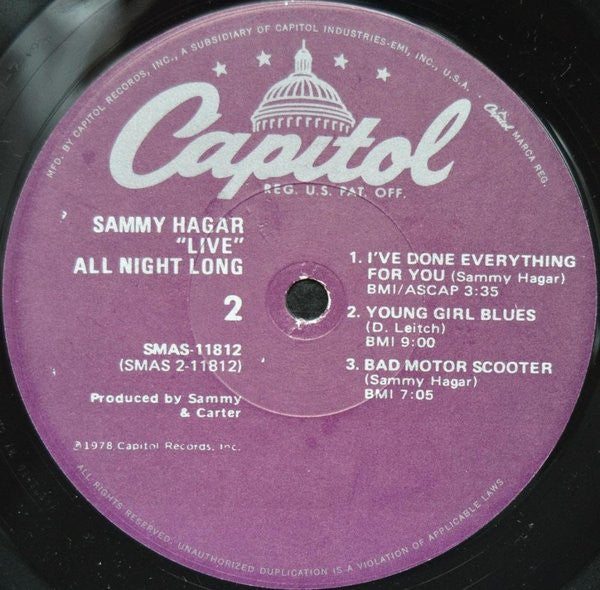 MFD. BY CAPITOL RECORDS, INC., A SUBSIDIARY OF CAPITOL INDUSTRIES-EMI, INC., U.S.A.
Capitol MARCA REG.
Capitol
REG. U.S. PAT. OFF.
SAMMY HAGAR
"LIVE"
ALL NIGHT LONG
2
SMAS-11812
(SMAS 2-11812)
Produced by Sammy
& Carter
℗1978 Capitol Records, Inc.
1. I'VE DONE EVERYTHING
FOR YOU (Sammy Hagar)
BMI/ASCAP 3:35
2. YOUNG GIRL BLUES
(D. Leitch)
BMI 9:00
3. BAD MOTOR SCOOTER
(Sammy Hagar)
BMI 7:05
ALL RIGHTS RESERVED. UNAUTHORIZED DUPLICATION IS A VIOLATION OF APPLICABLE LAWS